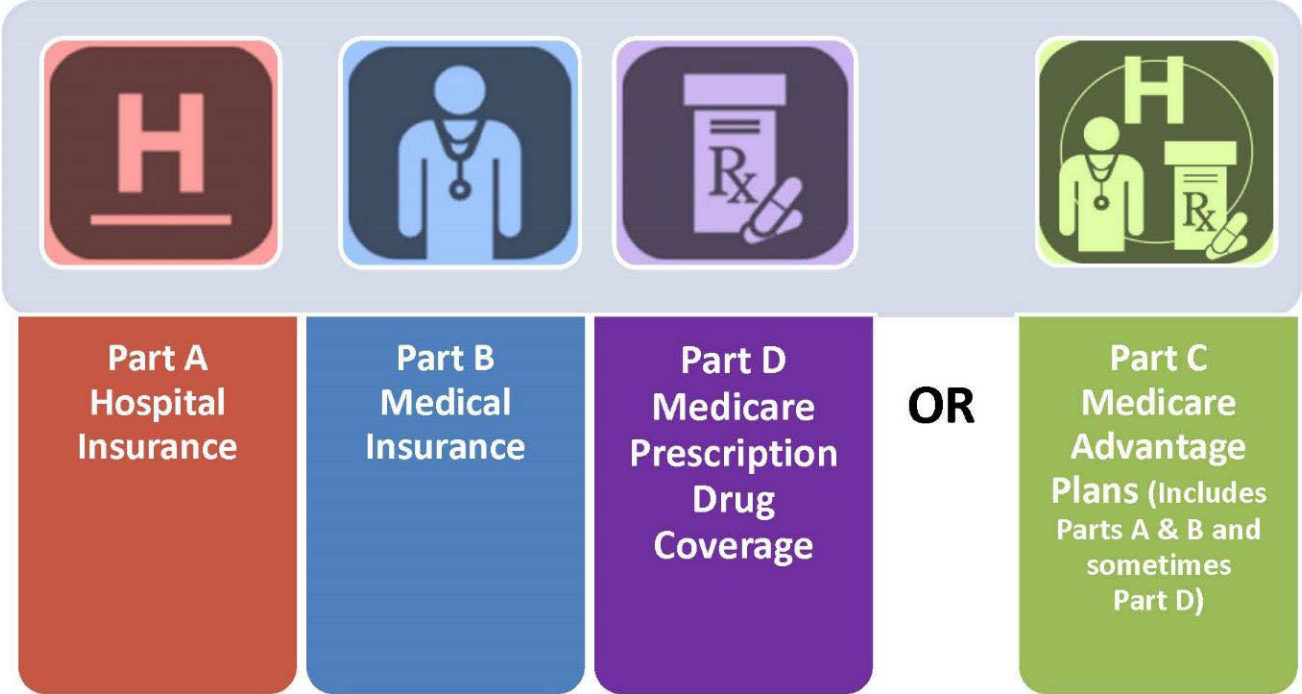 H
Rx
H
Rx
Part A
Hospital
Insurance
Part B
Medical
Insurance
Part D
Medicare
Prescription
Drug
Coverage
OR
Part C
Medicare
Advantage
Plans (Includes
Parts A & B and
sometimes
Part D)